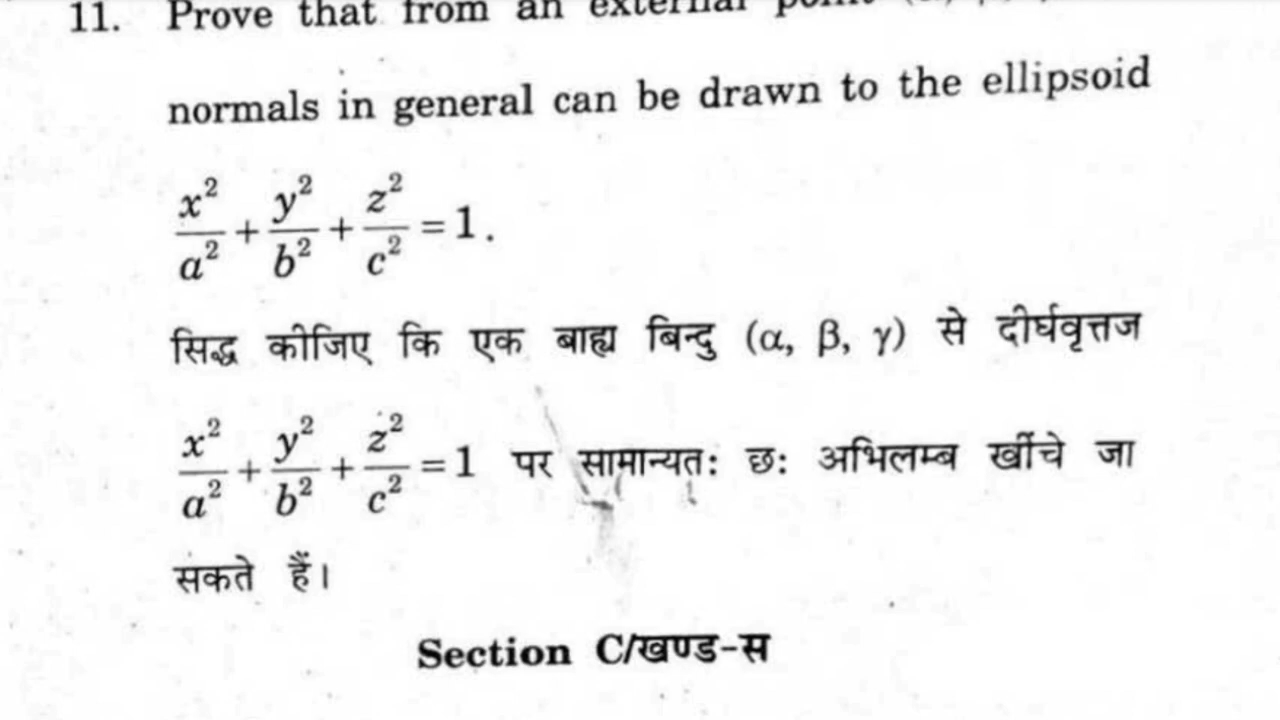 11. Prove that from an external point
normals in general can be drawn to the ellipsoid
x²/a² + y²/b² + z²/c² = 1.
सिद्ध कीजिए कि एक बाह्य बिन्दु (α, β, γ) से दीर्घवृत्तज
x²/a² + y²/b² + z²/c² = 1 पर सामान्यतः छः अभिलम्ब खींचे जा
सकते हैं।
Section C/खण्ड-स